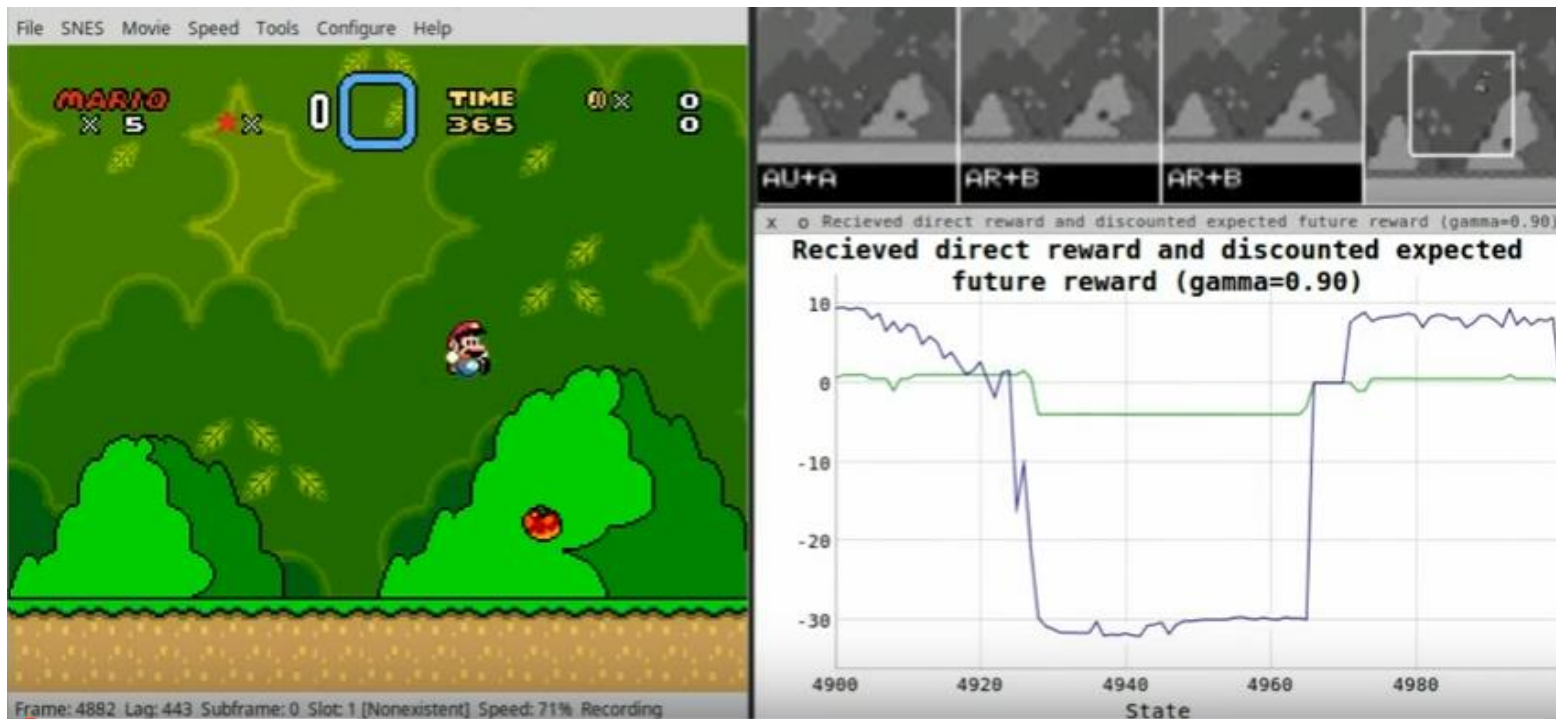 File SNES Movie Speed Tools Configure Help
MARIO
x 5
*x 0
TIME
365
x 0
0
Frame: 4882 Lag: 443 Subframe: 0 Slot: 1 [Nonexistent] Speed: 71% Recording
AU+A AR+B AR+B
x o Recieved direct reward and discounted expected future reward (gamma=0.90)
Recieved direct reward and discounted expected
future reward (gamma=0.90)
10
0
-10
-20
-30
4900 4920 4940 4960 4980
State